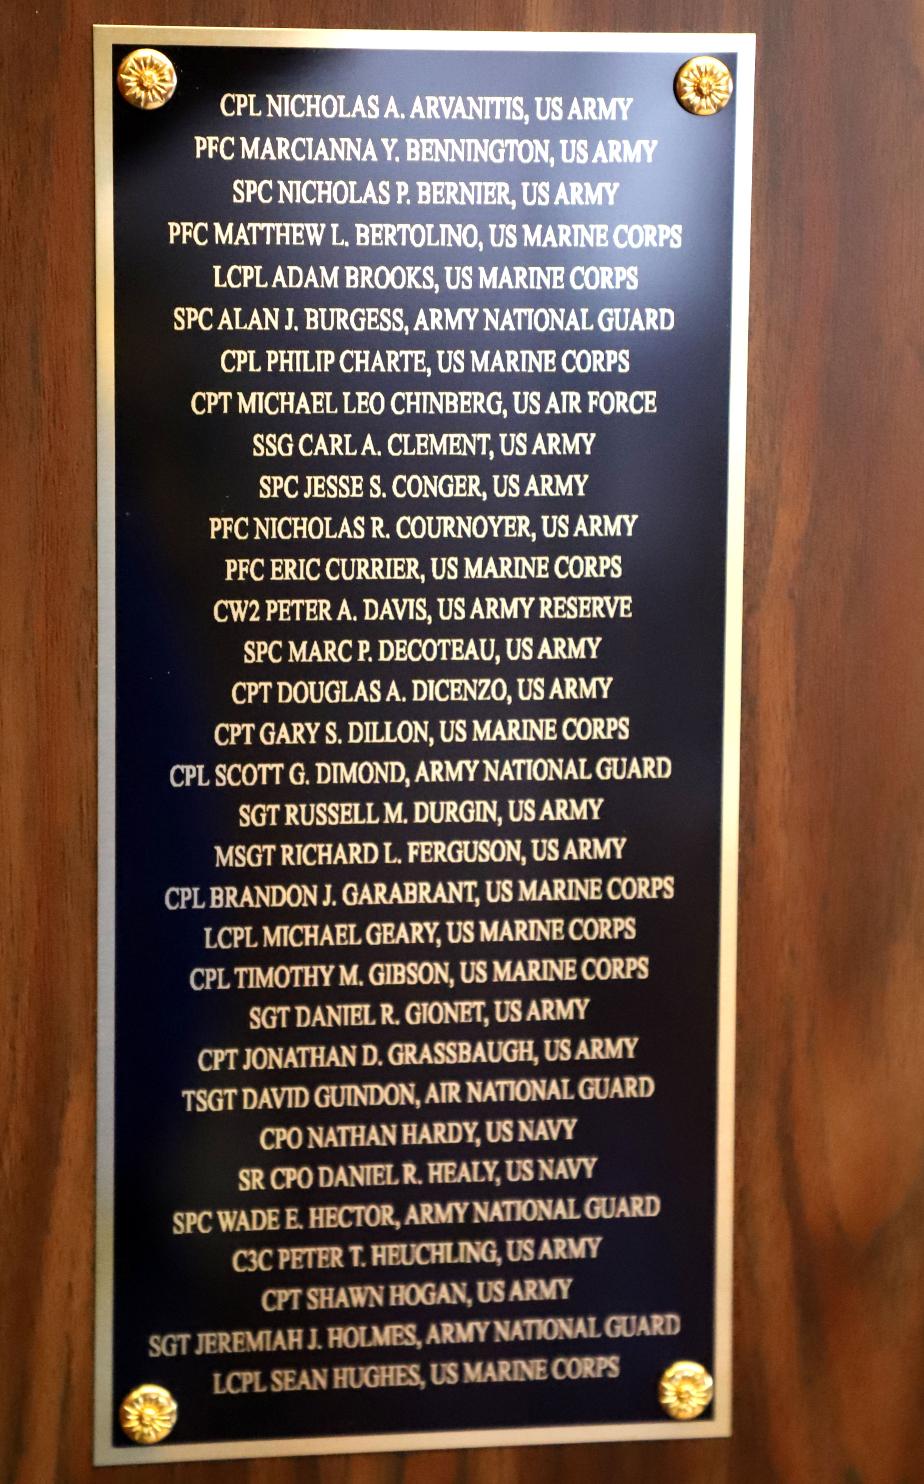 CPL NICHOLAS A. ARVANITIS, US ARMY
PFC MARCIANNA Y. BENNINGTON, US ARMY
SPC NICHOLAS P. BERNIER, US ARMY
PFC MATTHEW L. BERTOLINO, US MARINE CORPS
LCPL ADAM BROOKS, US MARINE CORPS
SPC ALAN J. BURGESS, ARMY NATIONAL GUARD
CPL PHILIP CHARTE, US MARINE CORPS
CPT MICHAEL LEO CHINBERG, US AIR FORCE
SSG CARL A. CLEMENT, US ARMY
SPC JESSE S. CONGER, US ARMY
PFC NICHOLAS R. COURNOYER, US ARMY
PFC ERIC CURRIER, US MARINE CORPS
CW2 PETER A. DAVIS, US ARMY RESERVE
SPC MARC P. DECOTEAU, US ARMY
CPT DOUGLAS A. DICENZO, US ARMY
CPT GARY S. DILLON, US MARINE CORPS
CPL SCOTT G. DIMOND, ARMY NATIONAL GUARD
SGT RUSSELL M. DURGIN, US ARMY
MSGT RICHARD L. FERGUSON, US ARMY
CPL BRANDON J. GARABRANT, US MARINE CORPS
LCPL MICHAEL GEARY, US MARINE CORPS
CPL TIMOTHY M. GIBSON, US MARINE CORPS
SGT DANIEL R. GIONET, US ARMY
CPT JONATHAN D. GRASSBAUGH, US ARMY
TSGT DAVID GUINDON, AIR NATIONAL GUARD
CPO NATHAN HARDY, US NAVY
SR CPO DANIEL R. HEALY, US NAVY
SPC WADE E. HECTOR, ARMY NATIONAL GUARD
C3C PETER T. HEUCHLING, US ARMY
CPT SHAWN HOGAN, US ARMY
SGT JEREMIAH J. HOLMES, ARMY NATIONAL GUARD
LCPL SEAN HUGHES, US MARINE CORPS